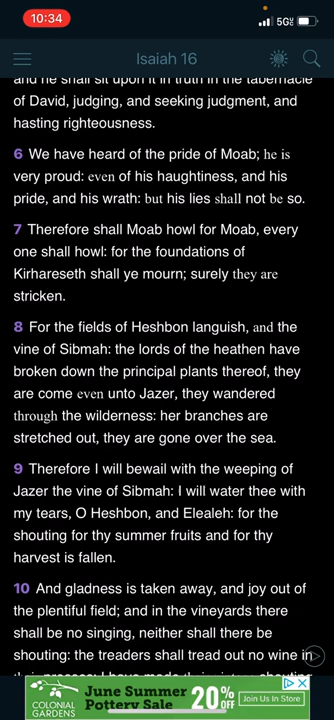 10:34
5G
Isaiah 16
and he shall sit upon it in truth in the tabernacle
of David, judging, and seeking judgment, and
hasting righteousness.
6 We have heard of the pride of Moab; he is
very proud: even of his haughtiness, and his
pride, and his wrath: but his lies shall not be so.
7 Therefore shall Moab howl for Moab, every
one shall howl: for the foundations of
Kirhareseth shall ye mourn; surely they are
stricken.
8 For the fields of Heshbon languish, and the
vine of Sibmah: the lords of the heathen have
broken down the principal plants thereof, they
are come even unto Jazer, they wandered
through the wilderness: her branches are
stretched out, they are gone over the sea.
9 Therefore I will bewail with the weeping of
Jazer the vine of Sibmah: I will water thee with
my tears, O Heshbon, and Elealeh: for the
shouting for thy summer fruits and for thy
harvest is fallen.
10 And gladness is taken away, and joy out of
the plentiful field; and in the vineyards there
shall be no singing, neither shall there be
shouting: the treaders shall tread out no wine in
COLONIAL
GARDENS
June Summer
Pottery Sale
20% OFF
Join Us In Store